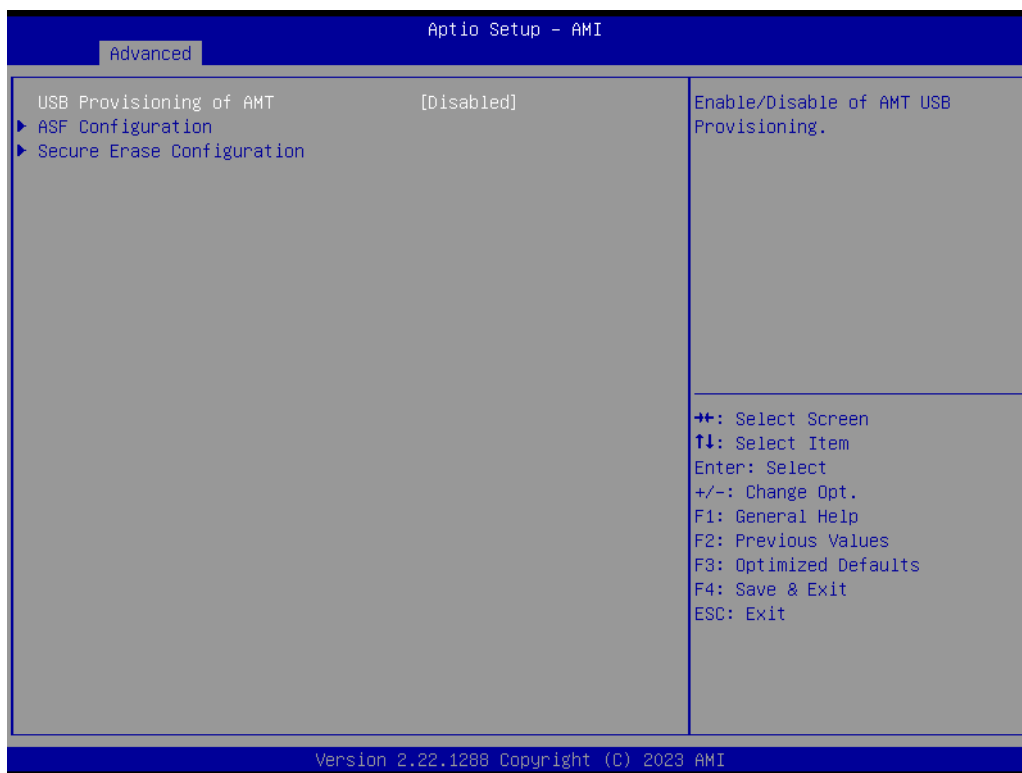 Aptio Setup - AMI
Advanced
USB Provisioning of AMT [Disabled]
► ASF Configuration
► Secure Erase Configuration
Enable/Disable of AMT USB
Provisioning.
→←: Select Screen
↑↓: Select Item
Enter: Select
+/-: Change Opt.
F1: General Help
F2: Previous Values
F3: Optimized Defaults
F4: Save & Exit
ESC: Exit
Version 2.22.1288 Copyright (C) 2023 AMI